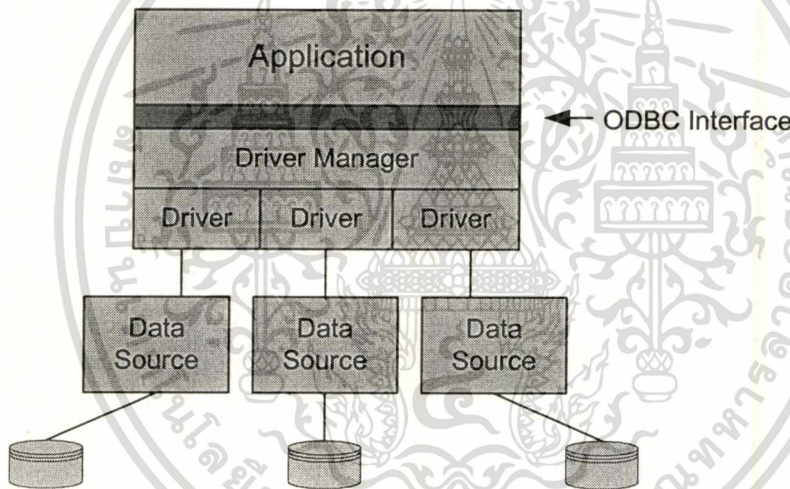 Application
ODBC Interface
Driver Manager
Driver Driver Driver
Data Source
Data Source
Data Source